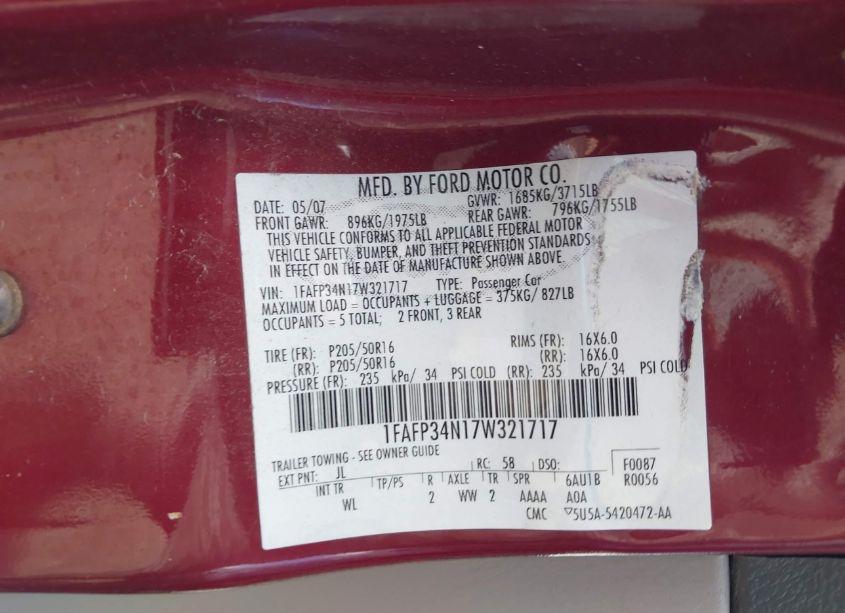 MFD. BY FORD MOTOR CO.
DATE: 05/07 GVWR: 1685KG/3715LB
FRONT GAWR: 896KG/1975LB REAR GAWR: 796KG/1755LB
THIS VEHICLE CONFORMS TO ALL APPLICABLE FEDERAL MOTOR
VEHICLE SAFETY, BUMPER, AND THEFT PREVENTION STANDARDS
IN EFFECT ON THE DATE OF MANUFACTURE SHOWN ABOVE.
VIN: 1FAFP34N17W321717 TYPE: Passenger Car
MAXIMUM LOAD = OCCUPANTS + LUGGAGE = 375KG/ 827LB
OCCUPANTS = 5 TOTAL; 2 FRONT, 3 REAR
TIRE (FR): P205/50R16 RIMS (FR): 16X6.0
(RR): P205/50R16 (RR): 16X6.0
PRESSURE (FR): 235 kPa/ 34 PSI COLD (RR): 235 kPa/ 34 PSI COLD
1FAFP34N17W321717
TRAILER TOWING - SEE OWNER GUIDE
EXT PNT: JL RC: 58 DSO: F0087
INT TR TP/PS R AXLE TR SPR 6AU1B R0056
WL 2 WW 2 AAAA A0A
CMC 5U5A-5420472-AA